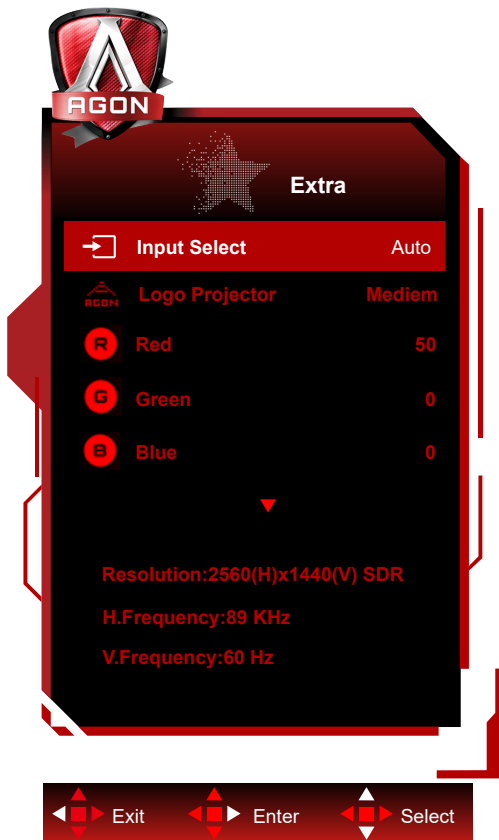 AGON
Extra
Input Select Auto
AGON Logo Projector Mediem
R Red 50
G Green 0
B Blue 0
Resolution:2560(H)x1440(V) SDR
H.Frequency:89 KHz
V.Frequency:60 Hz
Exit Enter Select